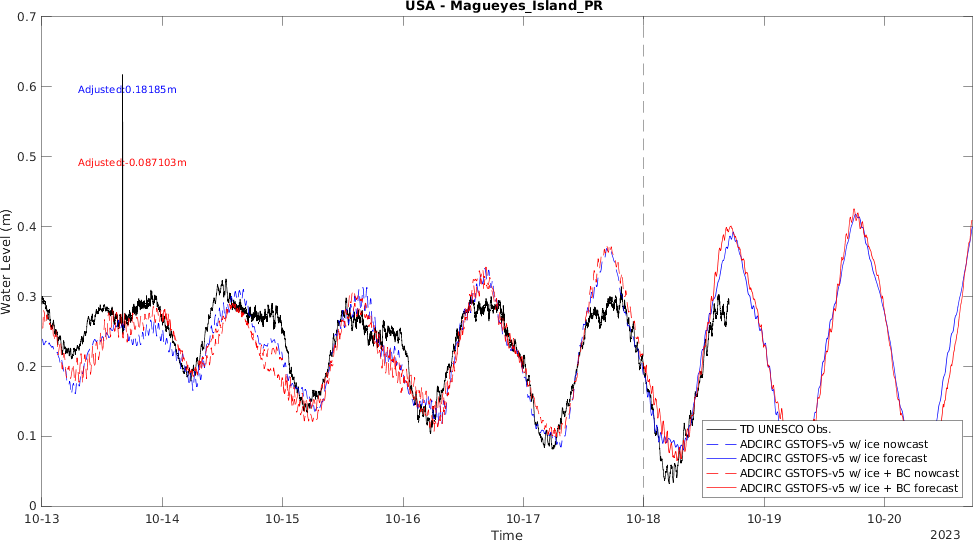 USA - Magueyes_Island_PR
0.7
0.6
0.5
0.4
0.3
0.2
0.1
0
Water Level (m)
Adjusted:0.18185m
Adjusted:-0.087103m
TD UNESCO Obs.
ADCIRC GSTOFS-v5 w/ ice nowcast
ADCIRC GSTOFS-v5 w/ ice forecast
ADCIRC GSTOFS-v5 w/ ice + BC nowcast
ADCIRC GSTOFS-v5 w/ ice + BC forecast
10-13 10-14 10-15 10-16 10-17 10-18 10-19 10-20
Time
2023